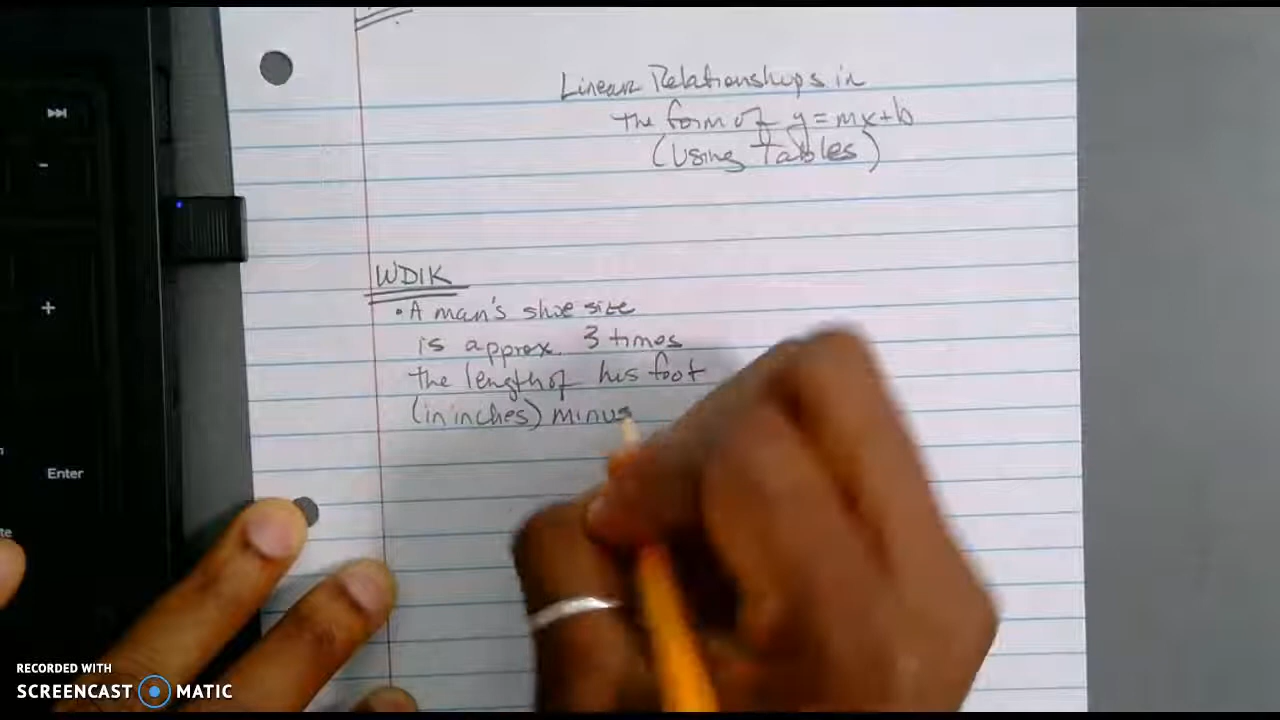 Linear Relationships in
the form of y = mx + b
(Using Tables)
WDIK
• A man's shoe size
is approx. 3 times
the length of his foot
(in inches) minus
Enter
RECORDED WITH
SCREENCAST MATIC